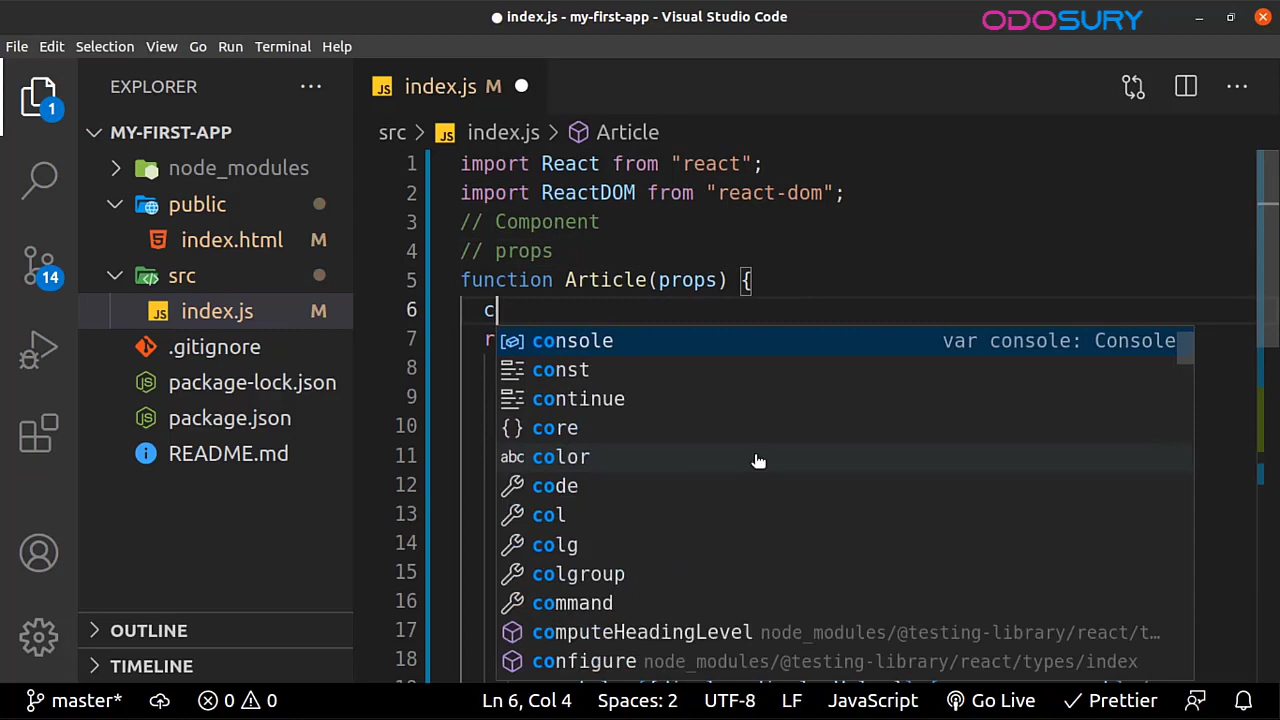 index.js - my-first-app - Visual Studio Code
ODOSURY
File Edit Selection View Go Run Terminal Help
EXPLORER
index.js M
1
MY-FIRST-APP
src > index.js > Article
node_modules
public
index.html M
src
index.js M
.gitignore
package-lock.json
package.json
README.md
14
OUTLINE
TIMELINE
1 import React from "react";
2 import ReactDOM from "react-dom";
3 // Component
4 // props
5 function Article(props) {
6 c
7 r
8
9
10
11
12
13
14
15
16
17
18
console var console: Console
const
continue
core
abc color
code
col
colg
colgroup
command
computeHeadingLevel node_modules/@testing-library/react/t…
configure node_modules/@testing-library/react/types/index
master* 0 0 Ln 6, Col 4 Spaces: 2 UTF-8 LF JavaScript Go Live Prettier